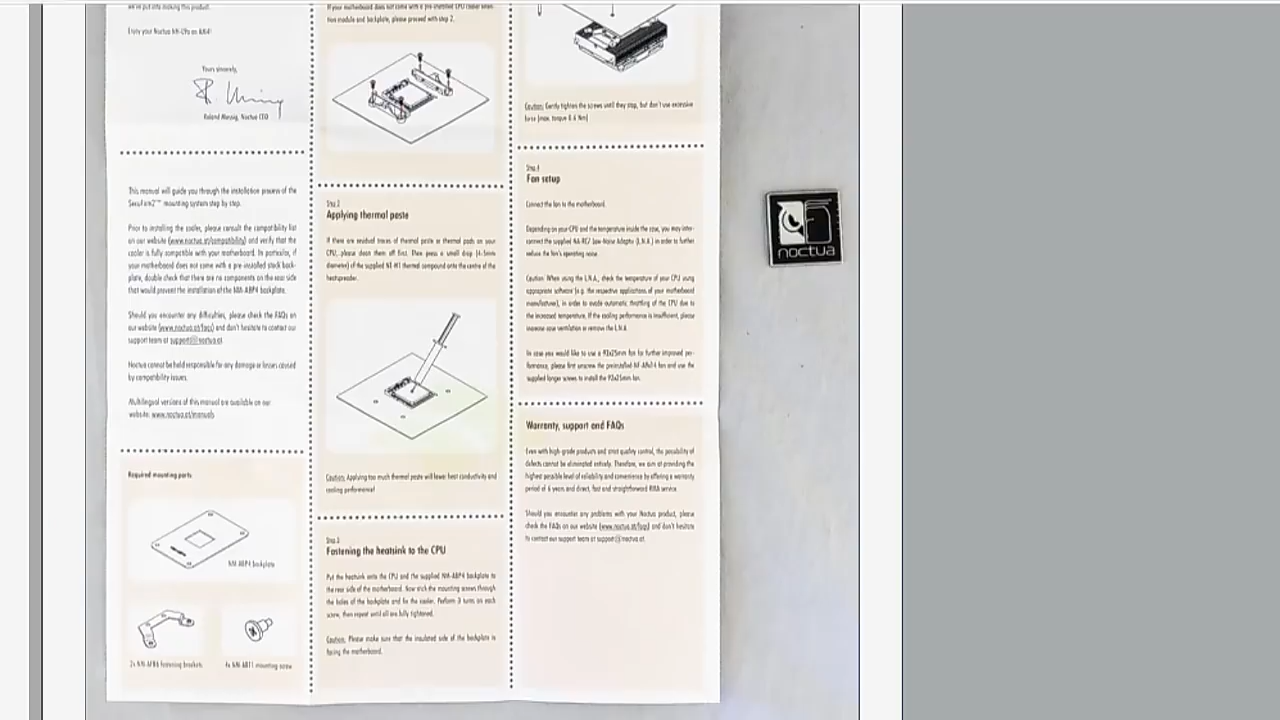 Enjoy your Noctua
Yours sincerely,
Roland Mossig, Noctua CEO
This manual will guide you through the installation process of the
SecuFirm2™ mounting system step by step.
Prior to installing the cooler, please consult the compatibility list
on our website (www.noctua.at/compatibility) and verify that the
cooler is fully compatible with your motherboard. In particular, if
your motherboard does not come with a pre-installed stock back-
plate, double check that there are no components on the rear side
that would prevent the installation of the NM-ABP4 backplate.
Should you encounter any difficulties, please check the FAQs on
our website (www.noctua.at/faqs) and don't hesitate to contact our
support team at support@noctua.at.
Noctua cannot be held responsible for any damage or losses caused
by compatibility issues.
Multilingual versions of this manual are available on our
website: www.noctua.at/manuals
Required mounting parts:
NM-ABP4 backplate
2x fastening brackets
4x mounting screw
If your motherboard does not come with a pre-installed CPU cooler
module and backplate, please proceed with step 2.
Step 2
Applying thermal paste
If there are residual traces of thermal paste or thermal pads on your
CPU, please clean them off first. Then press a small drop (4-5mm
diameter) of the supplied NT-H1 thermal compound onto the centre of the
heatspreader.
Caution: Applying too much thermal paste will lower heat conductivity and
cooling performance!
Step 3
Fastening the heatsink to the CPU
Put the heatsink onto the CPU and the supplied NM-ABP4 backplate to
the rear side of the motherboard. Now stick the mounting screws through
the holes of the backplate and fix the cooler. Perform 3 turns on each
screw, then repeat until all are fully tightened.
Caution: Please make sure that the insulated side of the backplate is
facing the motherboard.
Caution: Gently tighten the screws until they stop, but don't use excessive
force (max. torque 0.6 Nm)
Step 4
Fan setup
Connect the fan to the motherboard.
Depending on your CPU and the temperature inside the case, you may inter-
connect the supplied NA-RC7 Low-Noise Adaptor (L.N.A.) in order to further
reduce the fan's operating noise.
Caution: When using the L.N.A., check the temperature of your CPU using
appropriate software (e.g. the respective applications of your motherboard
manufacturer), in order to evade automatic throttling of the CPU due to
the increased temperature. If the cooling performance is insufficient, please
increase case ventilation or remove the L.N.A.
In case you would like to use a 92x25mm fan for further improved per-
formance, please first unscrew the preinstalled NF-A9x14 fan and use the
supplied longer screws to install the 92x25mm fan.
Warranty, support and FAQs
Even with high-grade products and strict quality control, the possibility of
defects cannot be eliminated entirely. Therefore, we aim at providing the
highest possible level of reliability and convenience by offering a warranty
period of 6 years and direct, fast and straightforward RMA service.
Should you encounter any problems with your Noctua product, please
check the FAQs on our website (www.noctua.at/faqs) and don't hesitate
to contact our support team at support@noctua.at.
noctua